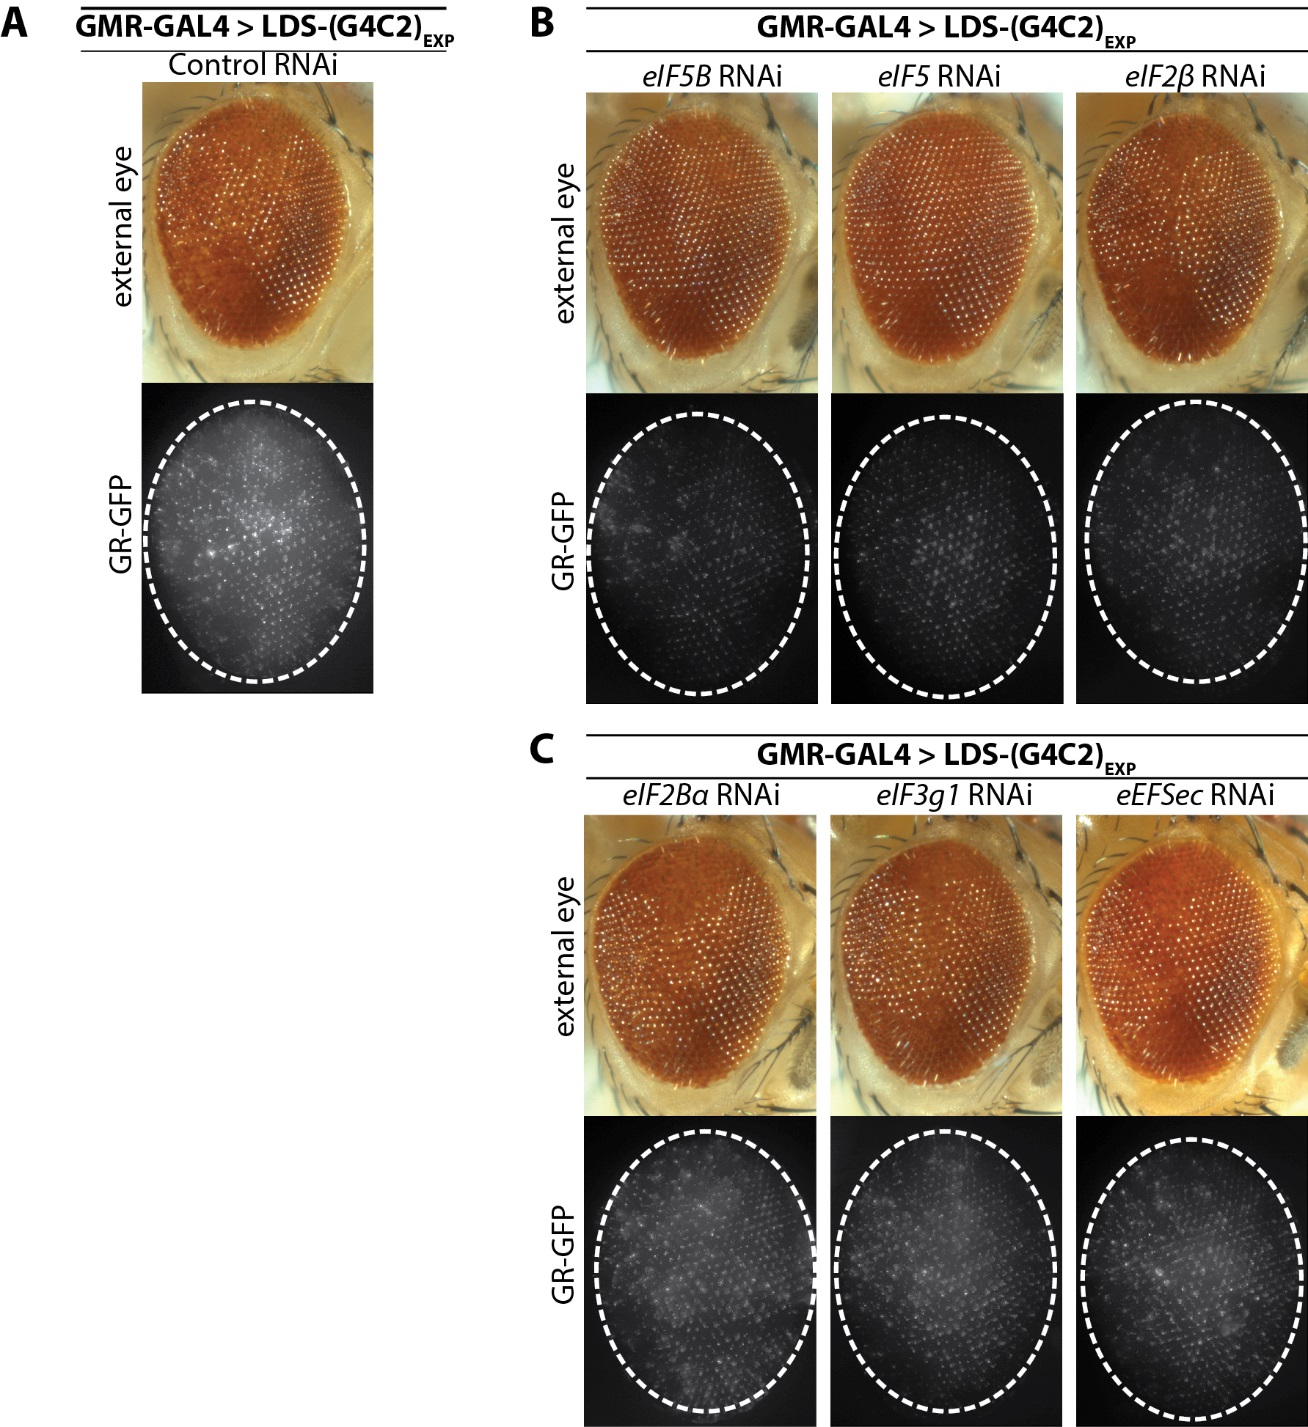 A
GMR-GAL4 > LDS-(G4C2)EXP
Control RNAi
external eye
GR-GFP
B
GMR-GAL4 > LDS-(G4C2)EXP
eIF5B RNAi eIF5 RNAi eIF2β RNAi
external eye
GR-GFP
C
GMR-GAL4 > LDS-(G4C2)EXP
eIF2Bα RNAi eIF3g1 RNAi eEFSec RNAi
external eye
GR-GFP